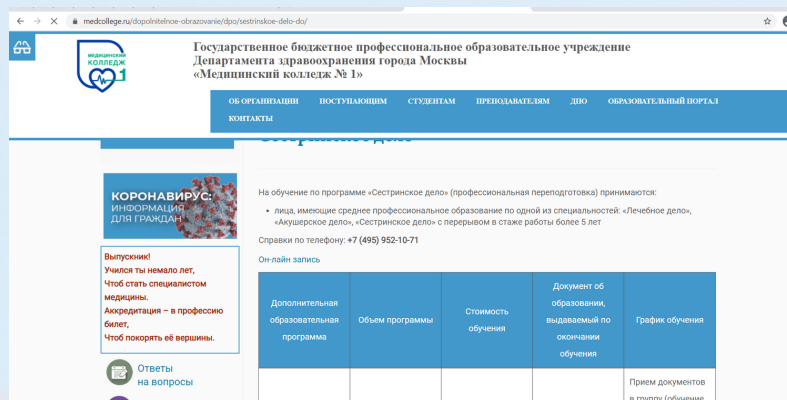 medcollege.ru/dopolnitelnoe-obrazovanie/dpo/sestrinskoe-delo-do/
МЕДИЦИНСКИЙ
КОЛЛЕДЖ
1
Государственное бюджетное профессиональное образовательное учреждение
Департамента здравоохранения города Москвы
«Медицинский колледж № 1»
ОБ ОРГАНИЗАЦИИ ПОСТУПАЮЩИМ СТУДЕНТАМ ПРЕПОДАВАТЕЛЯМ ДПО ОБРАЗОВАТЕЛЬНЫЙ ПОРТАЛ
КОНТАКТЫ
Сестринское дело
КОРОНАВИРУС:
ИНФОРМАЦИЯ
ДЛЯ ГРАЖДАН
Выпускник!
Учился ты немало лет,
Чтоб стать специалистом
медицины.
Аккредитация – в профессию
билет,
Чтоб покорять её вершины.
Ответы
на вопросы
На обучение по программе «Сестринское дело» (профессиональная переподготовка) принимаются:
• лица, имеющие среднее профессиональное образование по одной из специальностей: «Лечебное дело»,
«Акушерское дело», «Сестринское дело» с перерывом в стаже работы более 5 лет
Справки по телефону: +7 (495) 952-10-71
Он-лайн запись
Дополнительная
образовательная
программа
Объем программы
Стоимость
обучения
Документ об
образовании,
выдаваемый по
окончании
обучения
График обучения
Прием документов
в группу (обучение